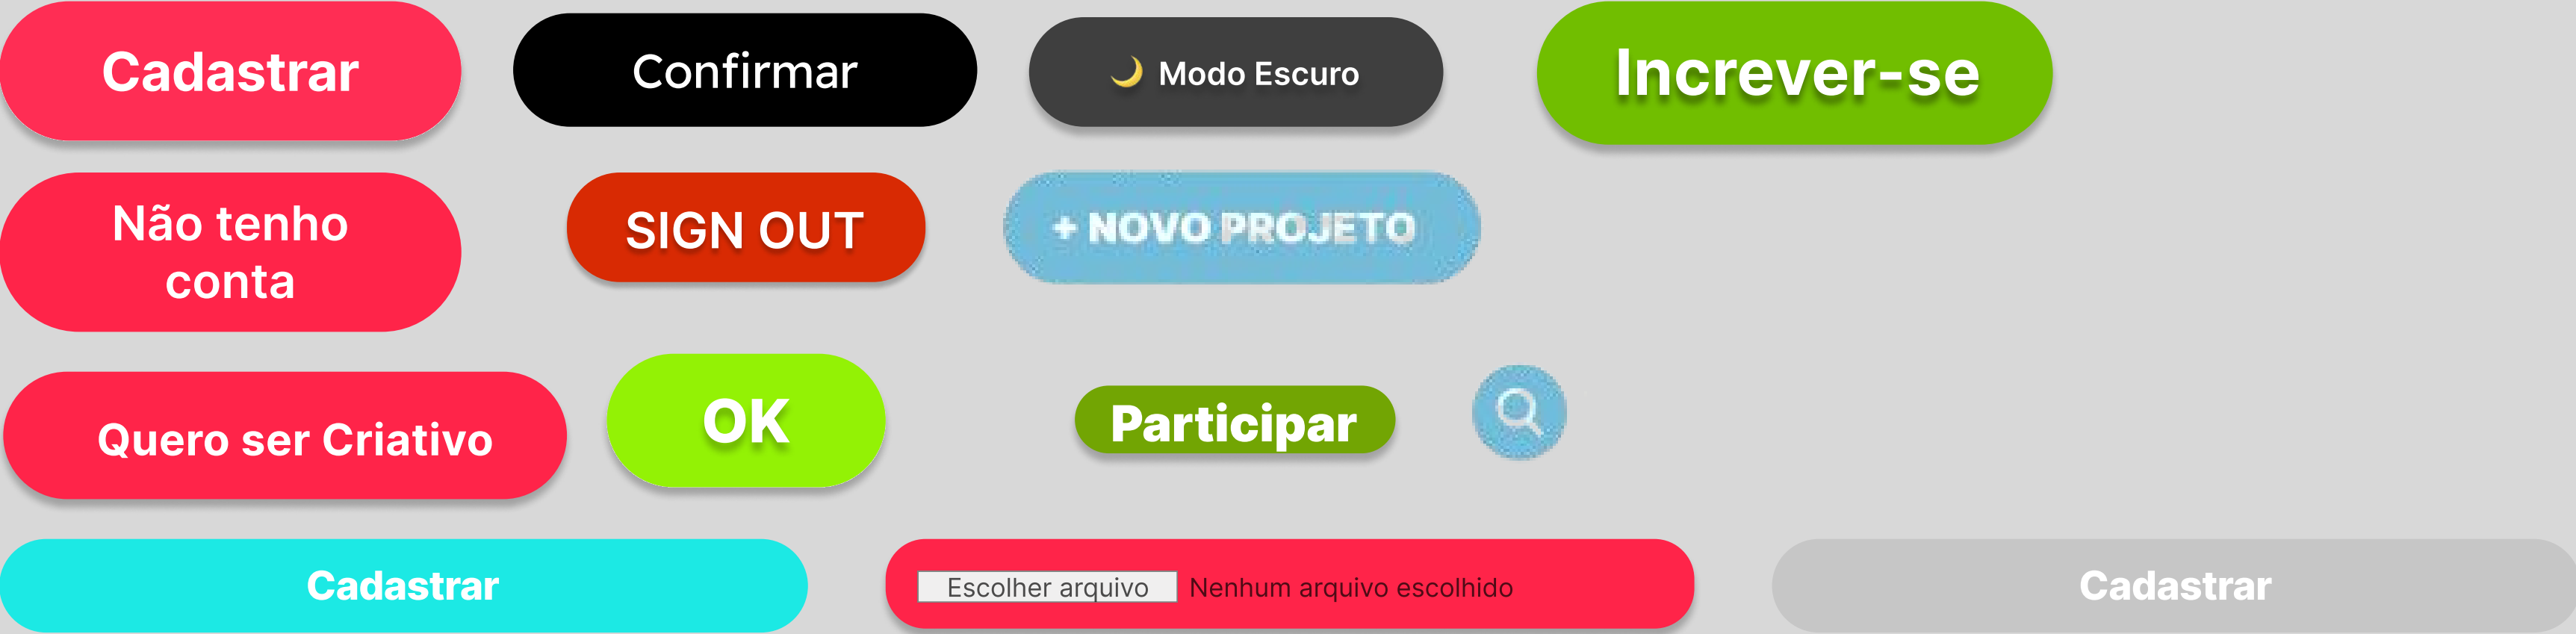 Cadastrar
Confirmar
🌙 Modo Escuro
Increver-se
Não tenho
conta
SIGN OUT
+ NOVO PROJETO
Quero ser Criativo
OK
Participar
Cadastrar
Escolher arquivo Nenhum arquivo escolhido
Cadastrar